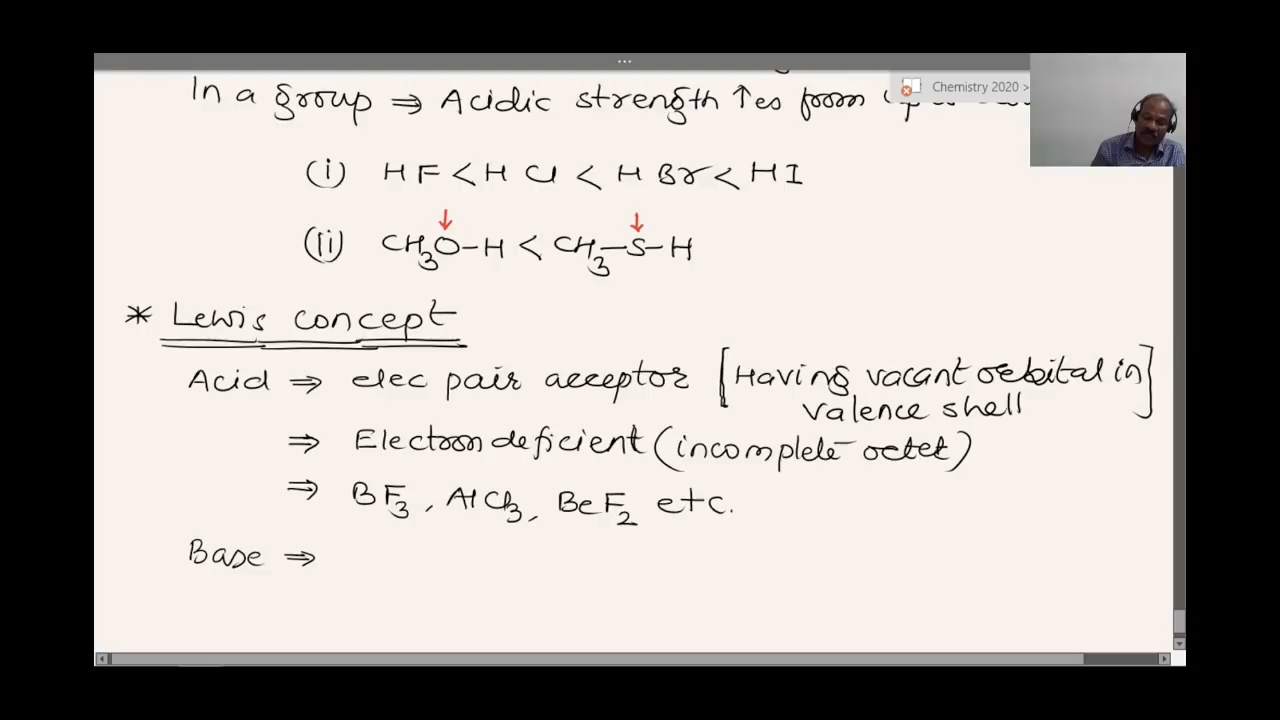 In a group ⇒ Acidic strength ↑es from
Chemistry 2020 >
(i) HF < HCl < HBr < HI
(ii) CH₃O-H < CH₃-S-H
* Lewis concept
Acid ⇒ elec pair acceptor [Having vacant orbital in
valence shell]
⇒ Electron deficient (incomplete octet)
⇒ BF₃, AlCl₃, BeF₂ etc.
Base ⇒